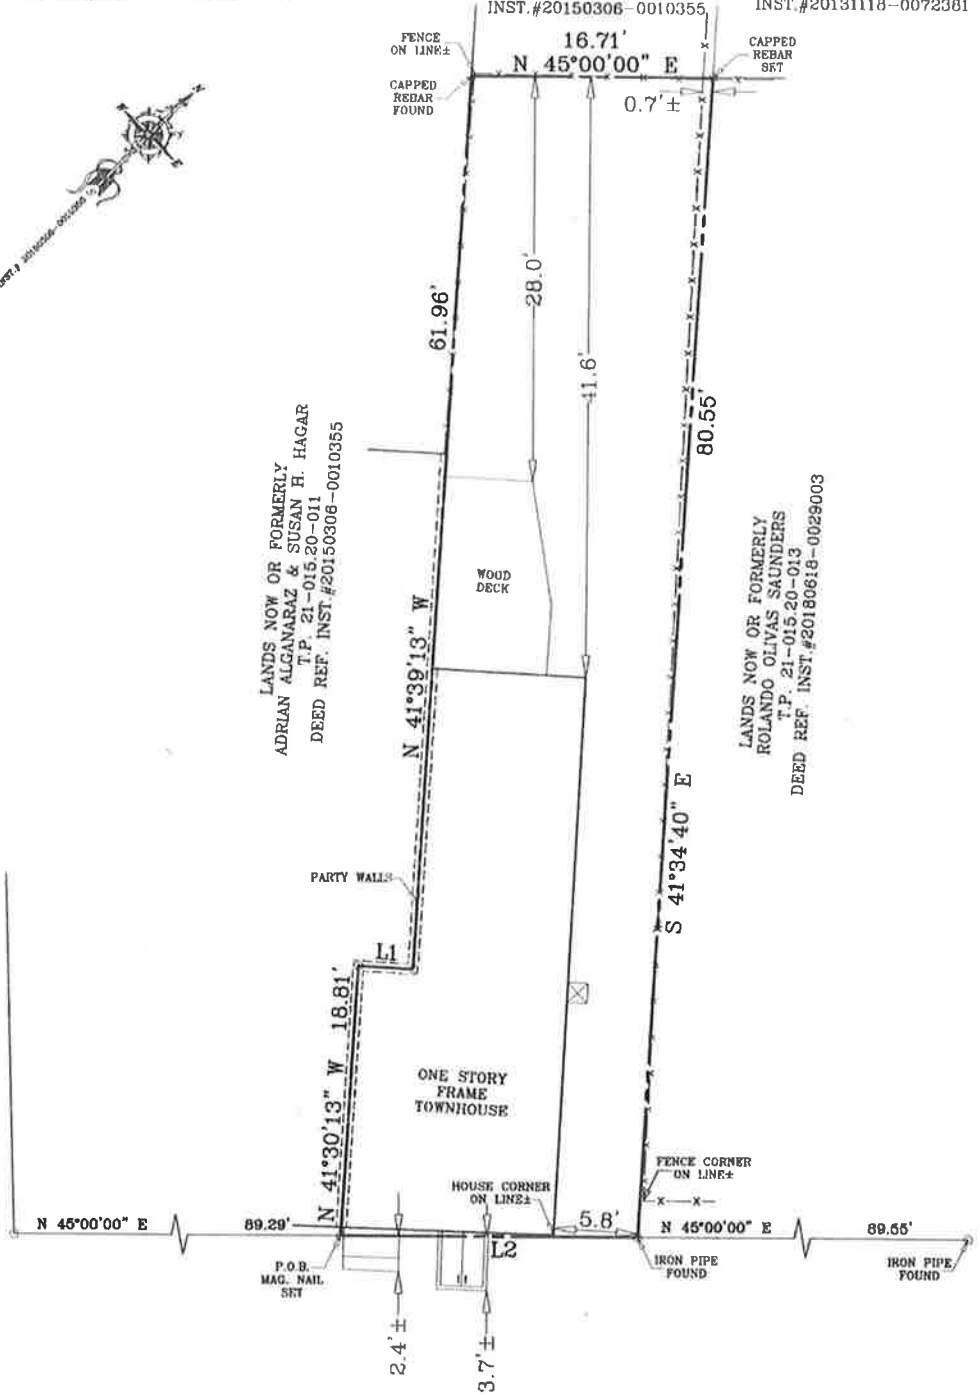 INST.#20150306-0010355
INST.#20131118-0072381
FENCE
ON LINE±
16.71'
N 45°00'00" E
CAPPED
REBAR
SET
CAPPED
REBAR
FOUND
0.7'±
N
E
INST.# 20150306-0010355
28.0'
61.96'
41.6'
80.55'
LANDS NOW OR FORMERLY
ADRIAN ALGANARAZ & SUSAN H. HAGAR
T.P. 21-015.20-011
DEED REF. INST.#20150306-0010355
WOOD
DECK
N 41°39'13" W
LANDS NOW OR FORMERLY
ROLANDO OLIVAS SAUNDERS
T.P. 21-015.20-013
DEED REF. INST.#20180618-0029003
S 41°34'40" E
PARTY WALLS
L1
N 41°30'13" W 18.81'
ONE STORY
FRAME
TOWNHOUSE
FENCE CORNER
ON LINE±
HOUSE CORNER
ON LINE±
N 45°00'00" E
89.29'
5.8'
N 45°00'00" E
89.55'
L2
P.O.B.
MAG. NAIL
SET
IRON PIPE
FOUND
IRON PIPE
FOUND
2.4'±
3.7'±